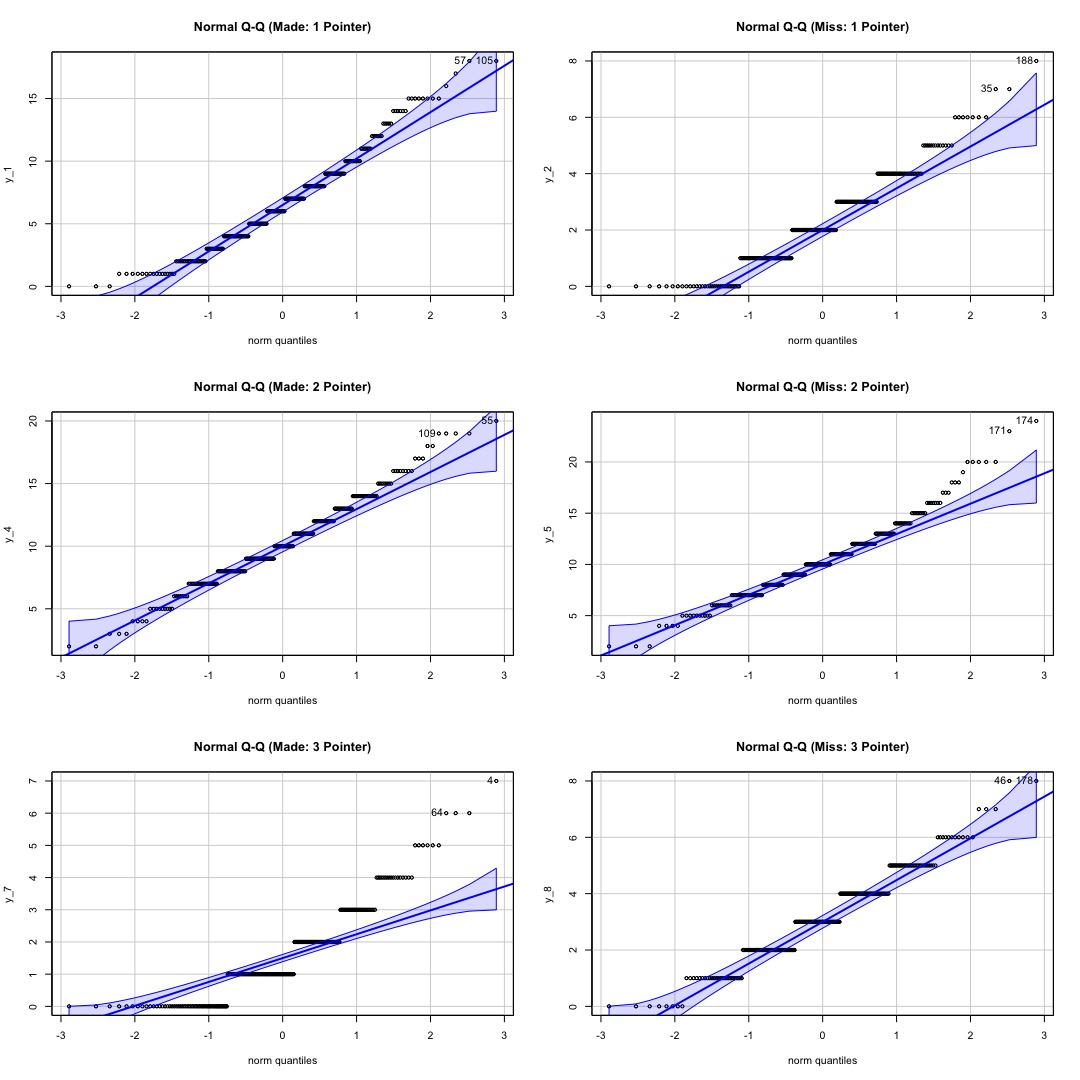 Normal Q-Q (Made: 1 Pointer)
y_1
0 5 10 15
57 105
-3 -2 -1 0 1 2 3
norm quantiles
Normal Q-Q (Miss: 1 Pointer)
y_2
0 2 4 6 8
188
35
-3 -2 -1 0 1 2 3
norm quantiles
Normal Q-Q (Made: 2 Pointer)
y_4
5 10 15 20
55
109
-3 -2 -1 0 1 2 3
norm quantiles
Normal Q-Q (Miss: 2 Pointer)
y_5
5 10 15 20
174
171
-3 -2 -1 0 1 2 3
norm quantiles
Normal Q-Q (Made: 3 Pointer)
y_7
0 1 2 3 4 5 6 7
4
64
-3 -2 -1 0 1 2 3
norm quantiles
Normal Q-Q (Miss: 3 Pointer)
y_8
0 2 4 6 8
46 178
-3 -2 -1 0 1 2 3
norm quantiles